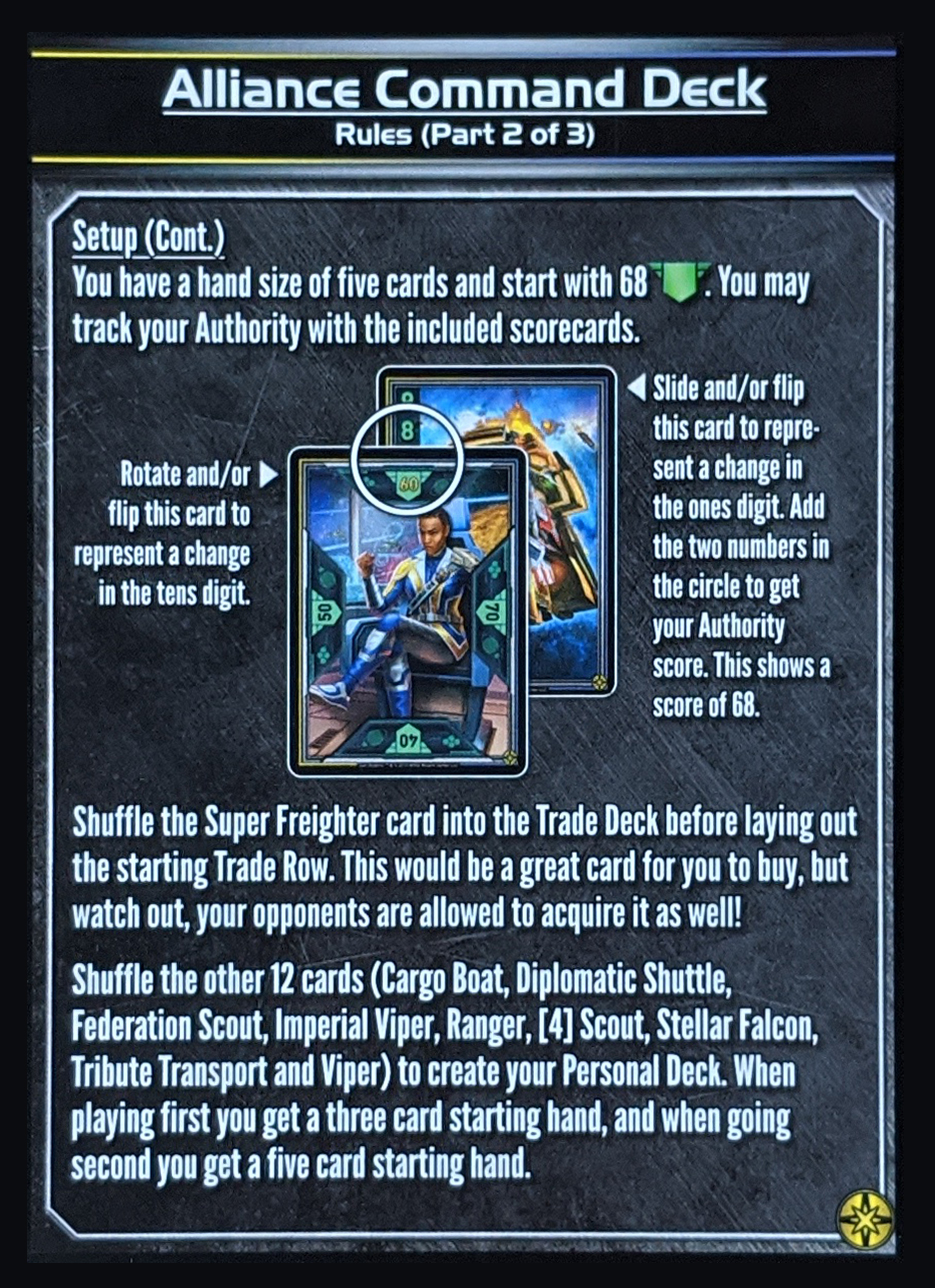 Alliance Command Deck
Rules (Part 2 of 3)
Setup (Cont.)
You have a hand size of five cards and start with 68 . You may
track your Authority with the included scorecards.
Slide and/or flip
this card to repre-
sent a change in
the ones digit. Add
the two numbers in
the circle to get
your Authority
score. This shows a
score of 68.
Rotate and/or
flip this card to
represent a change
in the tens digit.
8
60
50
70
40
Shuffle the Super Freighter card into the Trade Deck before laying out
the starting Trade Row. This would be a great card for you to buy, but
watch out, your opponents are allowed to acquire it as well!
Shuffle the other 12 cards (Cargo Boat, Diplomatic Shuttle,
Federation Scout, Imperial Viper, Ranger, [4] Scout, Stellar Falcon,
Tribute Transport and Viper) to create your Personal Deck. When
playing first you get a three card starting hand, and when going
second you get a five card starting hand.